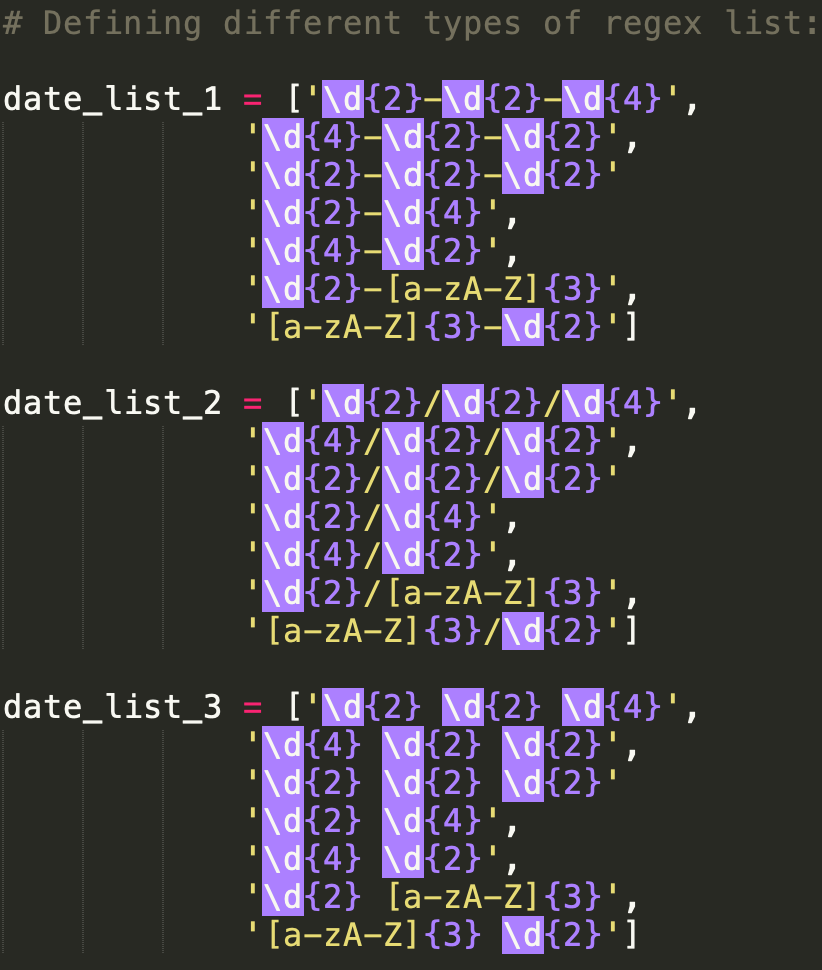 # Defining different types of regex list:
date_list_1 = ['\d{2}-\d{2}-\d{4}',
'\d{4}-\d{2}-\d{2}',
'\d{2}-\d{2}-\d{2}'
'\d{2}-\d{4}',
'\d{4}-\d{2}',
'\d{2}-[a-zA-Z]{3}',
'[a-zA-Z]{3}-\d{2}']
date_list_2 = ['\d{2}/\d{2}/\d{4}',
'\d{4}/\d{2}/\d{2}',
'\d{2}/\d{2}/\d{2}'
'\d{2}/\d{4}',
'\d{4}/\d{2}',
'\d{2}/[a-zA-Z]{3}',
'[a-zA-Z]{3}/\d{2}']
date_list_3 = ['\d{2} \d{2} \d{4}',
'\d{4} \d{2} \d{2}',
'\d{2} \d{2} \d{2}'
'\d{2} \d{4}',
'\d{4} \d{2}',
'\d{2} [a-zA-Z]{3}',
'[a-zA-Z]{3} \d{2}']